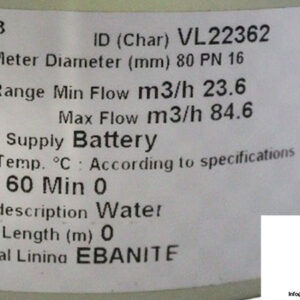 3
ID (Char) VL22362
Meter Diameter (mm) 80 PN 16
Range Min Flow m3/h 23.6
Max Flow m3/h 84.6
Supply Battery
Temp. °C : According to specifications
60 Min 0
description Water
Length (m) 0
al Lining EBANITE